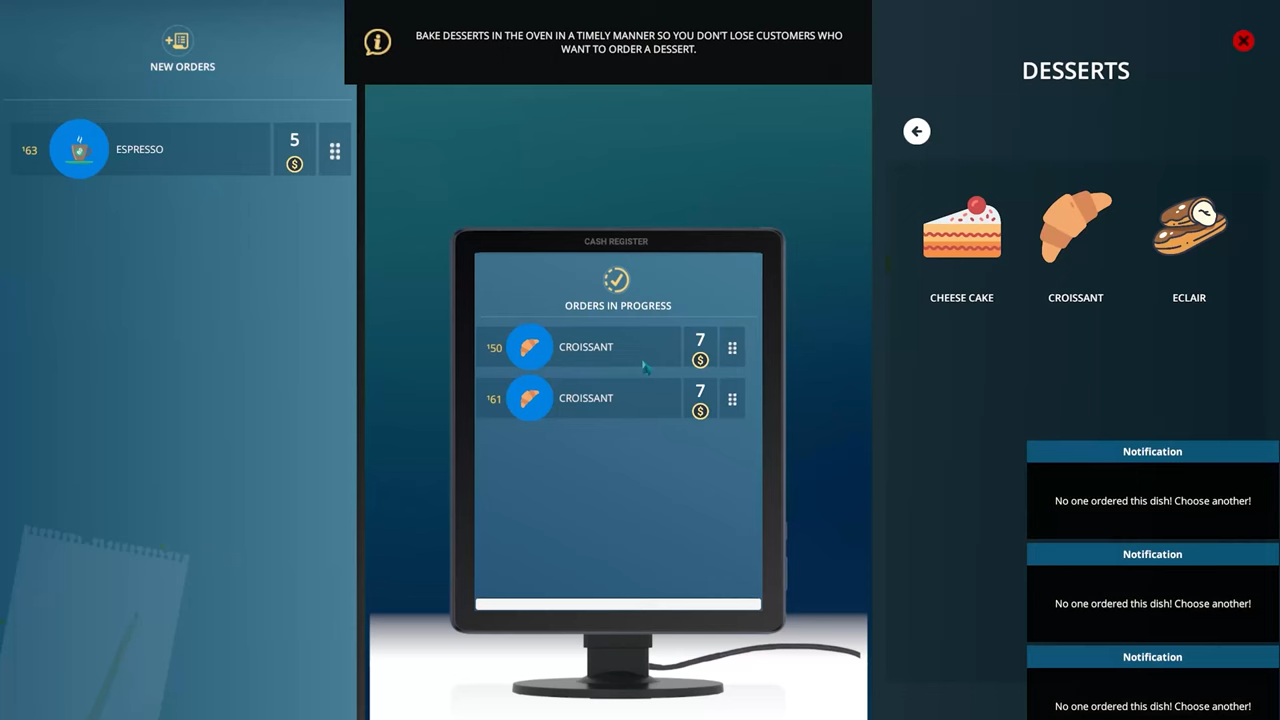 NEW ORDERS
163
ESPRESSO
5
BAKE DESSERTS IN THE OVEN IN A TIMELY MANNER SO YOU DON'T LOSE CUSTOMERS WHO
WANT TO ORDER A DESSERT.
CASH REGISTER
ORDERS IN PROGRESS
150
CROISSANT
7
161
CROISSANT
7
DESSERTS
CHEESE CAKE
CROISSANT
ECLAIR
Notification
No one ordered this dish! Choose another!
Notification
No one ordered this dish! Choose another!
Notification
No one ordered this dish! Choose another!